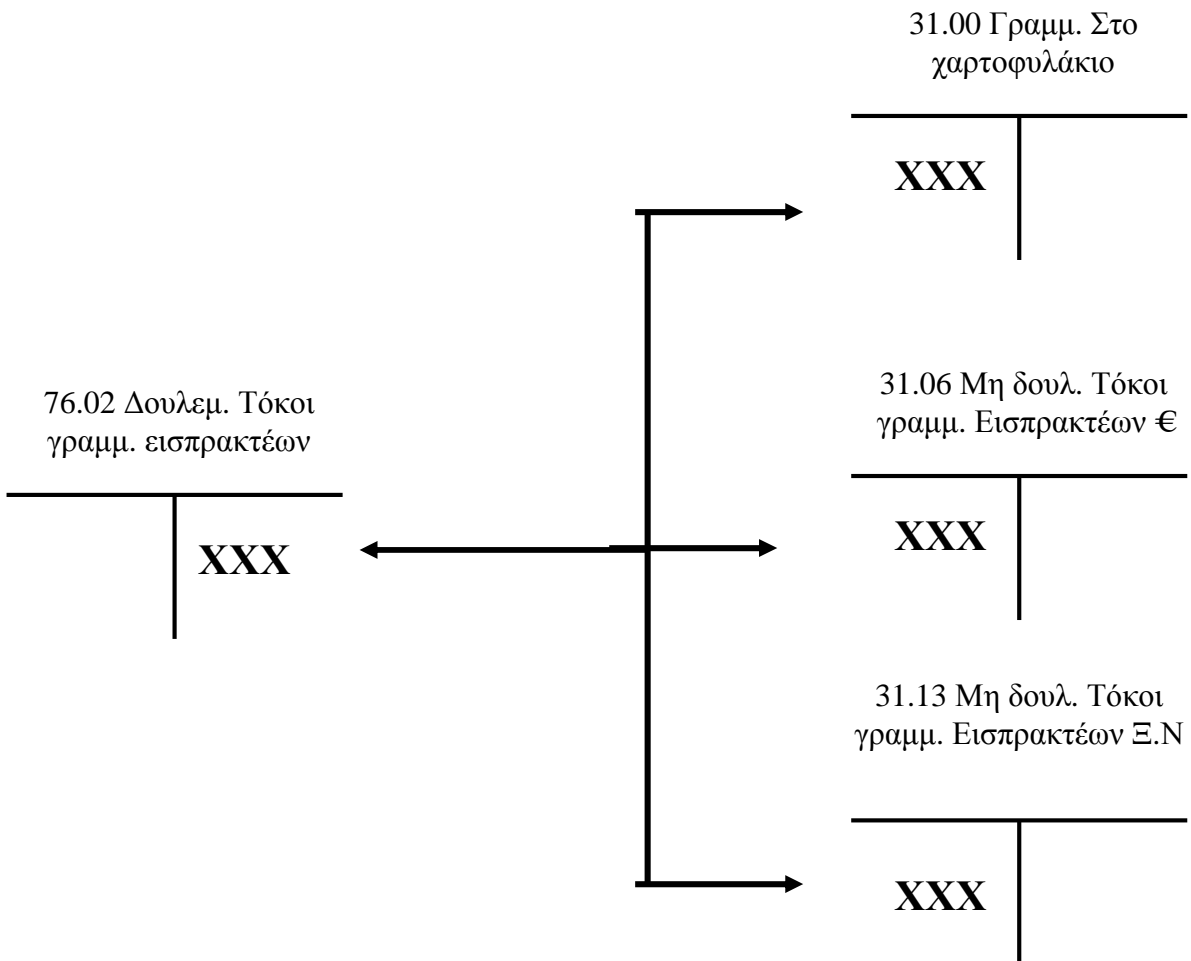 31.00 Γραμμ. Στο
χαρτοφυλάκιο
XXX
76.02 Δουλεμ. Τόκοι
γραμμ. εισπρακτέων
XXX
31.06 Μη δουλ. Τόκοι
γραμμ. Εισπρακτέων €
XXX
31.13 Μη δουλ. Τόκοι
γραμμ. Εισπρακτέων Ξ.Ν
XXX